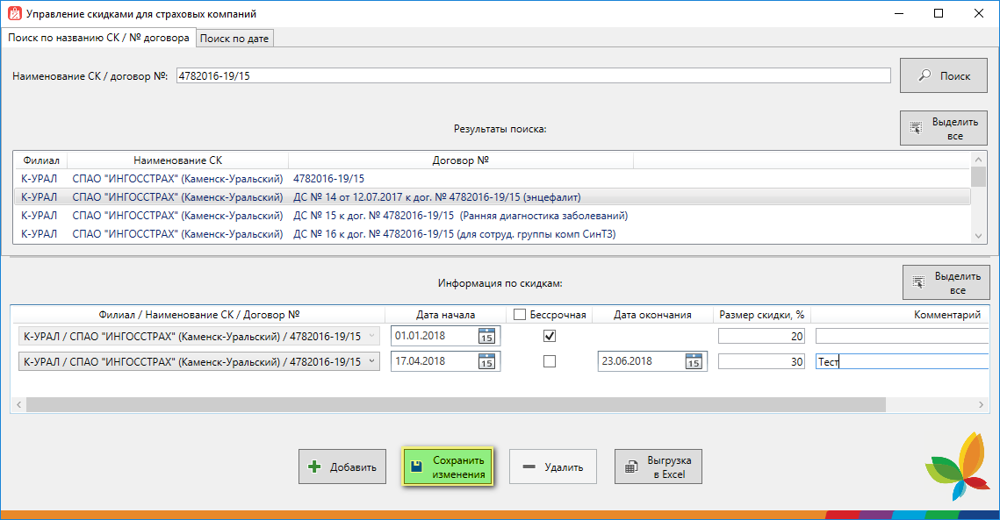 Управление скидками для страховых компаний
Поиск по названию СК / № договора Поиск по дате
Наименование СК / договор №: 4782016-19/15 Поиск
Результаты поиска:
Выделить
все
Филиал Наименование СК Договор №
К-УРАЛ СПАО "ИНГОССТРАХ" (Каменск-Уральский) 4782016-19/15
К-УРАЛ СПАО "ИНГОССТРАХ" (Каменск-Уральский) ДС № 14 от 12.07.2017 к дог. № 4782016-19/15 (энцефалит)
К-УРАЛ СПАО "ИНГОССТРАХ" (Каменск-Уральский) ДС № 15 к дог. № 4782016-19/15 (Ранняя диагностика заболеваний)
К-УРАЛ СПАО "ИНГОССТРАХ" (Каменск-Уральский) ДС № 16 к дог. № 4782016-19/15 (для сотруд. группы комп СинТЗ)
Информация по скидкам:
Выделить
все
Филиал / Наименование СК / Договор № Дата начала Бессрочная Дата окончания Размер скидки, % Комментарий
К-УРАЛ / СПАО "ИНГОССТРАХ" (Каменск-Уральский) / 4782016-19/15 01.01.2018 15 20
К-УРАЛ / СПАО "ИНГОССТРАХ" (Каменск-Уральский) / 4782016-19/15 17.04.2018 15 23.06.2018 15 30 Тест
Добавить
Сохранить
изменения
Удалить
Выгрузка
в Excel